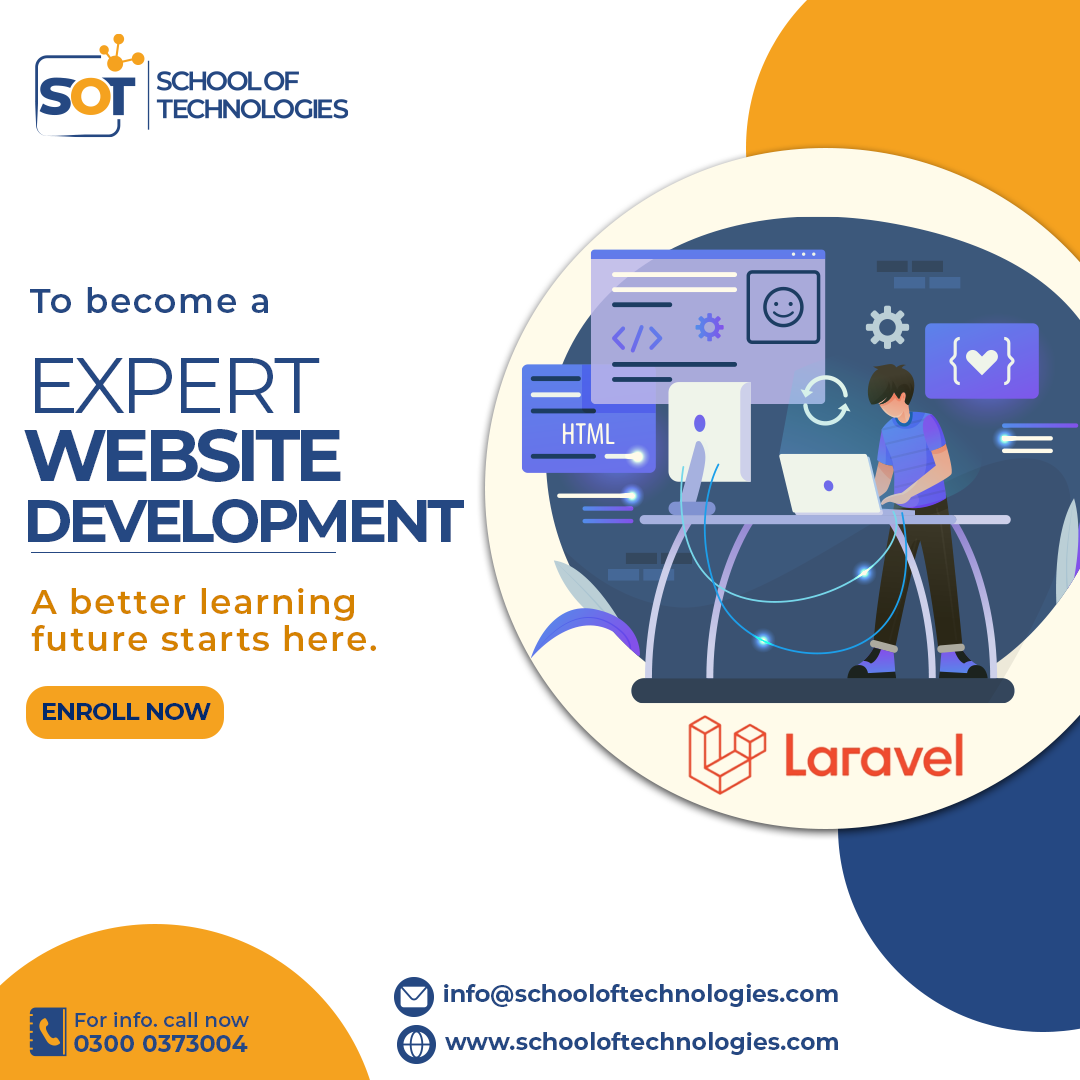 SOT
SCHOOL OF
TECHNOLOGIES
To become a
EXPERT
WEBSITE
DEVELOPMENT
A better learning
future starts here.
ENROLL NOW
</>
HTML
{ }
Laravel
For info. call now
0300 0373004
info@schooloftechnologies.com
www.schooloftechnologies.com